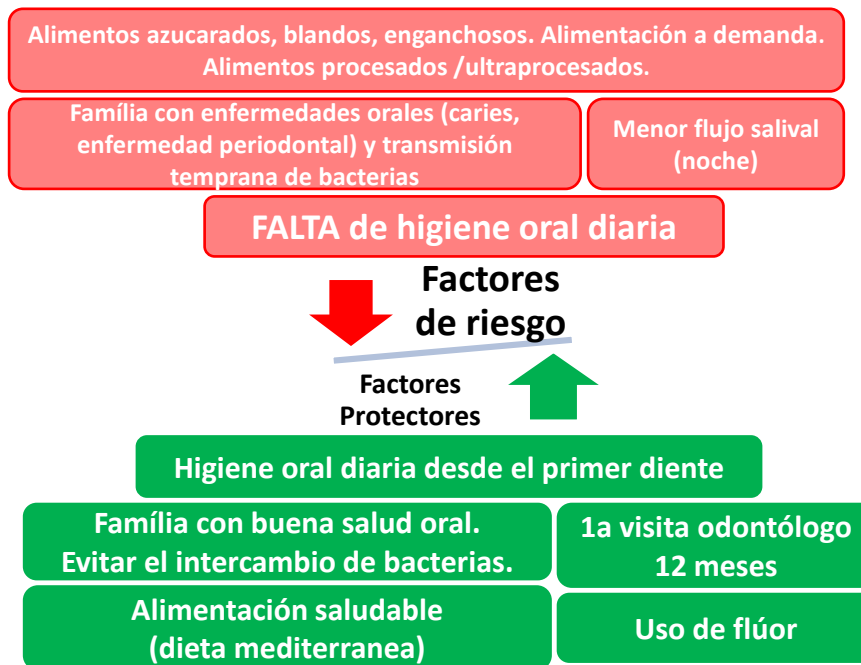 Alimentos azucarados, blandos, enganchosos. Alimentación a demanda.
Alimentos procesados /ultraprocesados.
Família con enfermedades orales (caries,
enfermedad periodontal) y transmisión
temprana de bacterias
Menor flujo salival
(noche)
FALTA de higiene oral diaria
Factores
de riesgo
Factores
Protectores
Higiene oral diaria desde el primer diente
Família con buena salud oral.
Evitar el intercambio de bacterias.
1a visita odontólogo
12 meses
Alimentación saludable
(dieta mediterranea)
Uso de flúor